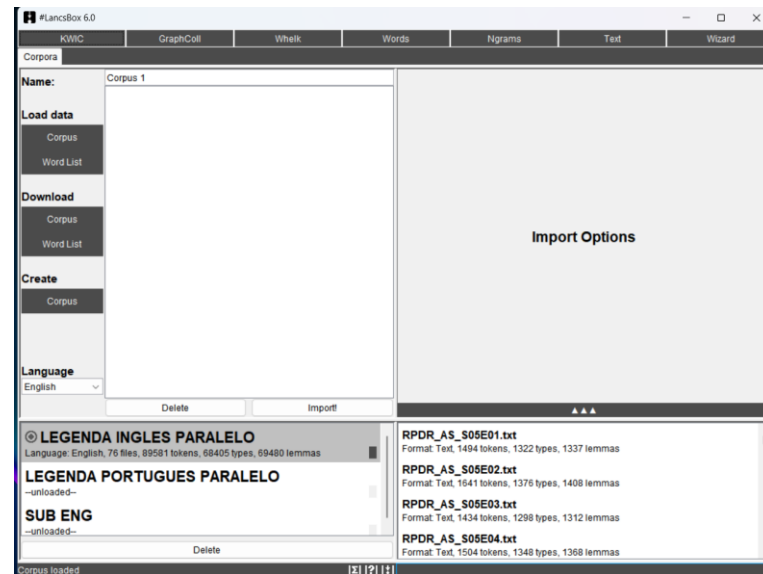 #LancsBox 6.0
KWIC GraphColl Whelk Words Ngrams Text Wizard
Corpora
Name: Corpus 1
Load data
Corpus
Word List
Download
Corpus
Word List
Import Options
Create
Corpus
Language
English
Delete Import!
LEGENDA INGLES PARALELO
Language: English, 76 files, 89581 tokens, 68405 types, 69480 lemmas
LEGENDA PORTUGUES PARALELO
--unloaded--
SUB ENG
--unloaded--
Delete
RPDR_AS_S05E01.txt
Format: Text, 1494 tokens, 1322 types, 1337 lemmas
RPDR_AS_S05E02.txt
Format: Text, 1641 tokens, 1376 types, 1408 lemmas
RPDR_AS_S05E03.txt
Format: Text, 1434 tokens, 1298 types, 1312 lemmas
RPDR_AS_S05E04.txt
Format: Text, 1504 tokens, 1348 types, 1368 lemmas
Corpus loaded